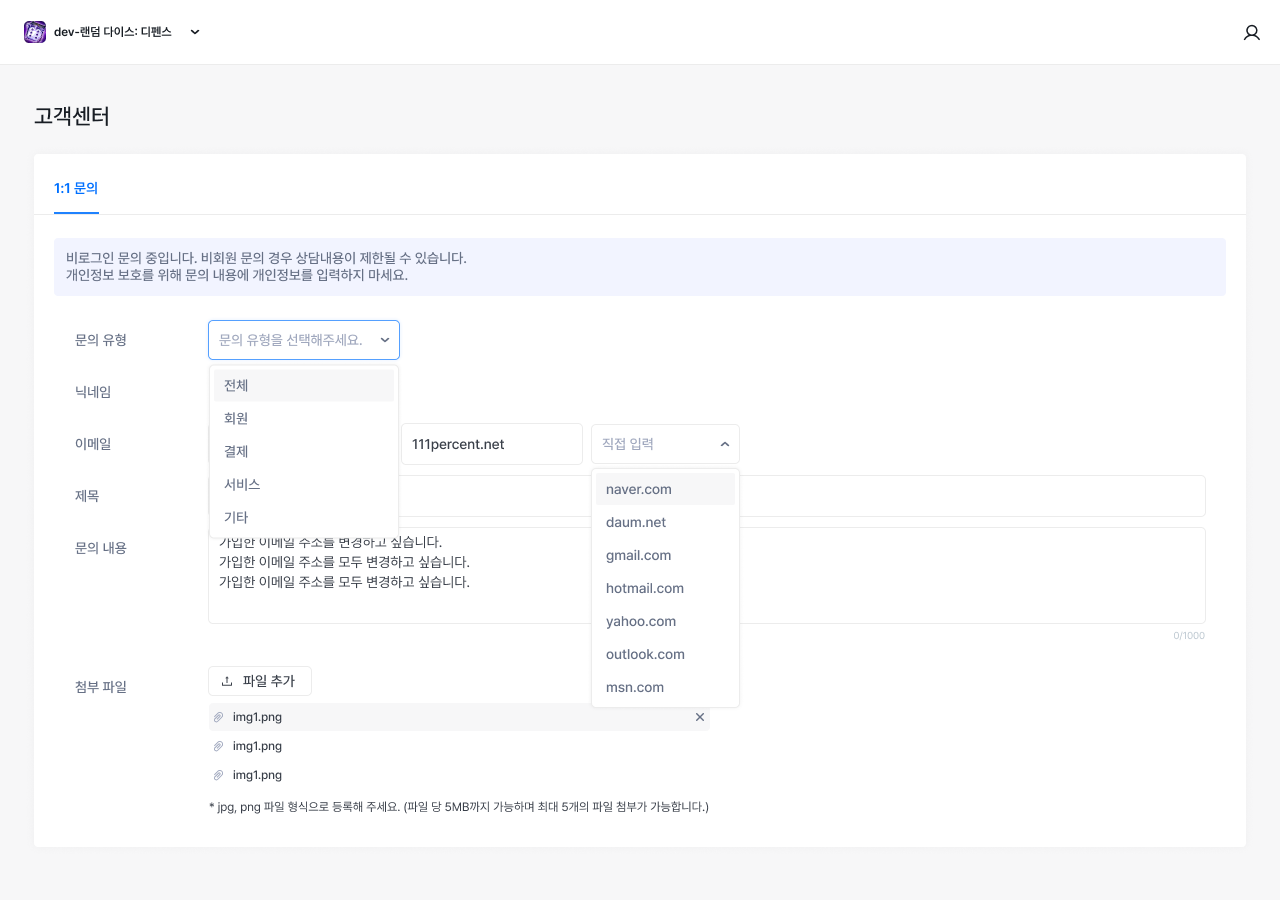 dev-랜덤 다이스: 디펜스
고객센터
1:1 문의
비로그인 문의 중입니다. 비회원 문의 경우 상담내용이 제한될 수 있습니다.
개인정보 보호를 위해 문의 내용에 개인정보를 입력하지 마세요.
문의 유형
문의 유형을 선택해주세요.
전체
회원
결제
서비스
기타
닉네임
이메일
111percent.net
직접 입력
naver.com
daum.net
gmail.com
hotmail.com
yahoo.com
outlook.com
msn.com
제목
문의 내용
가입한 이메일 주소를 변경하고 싶습니다.
가입한 이메일 주소를 모두 변경하고 싶습니다.
가입한 이메일 주소를 모두 변경하고 싶습니다.
0/1000
첨부 파일
파일 추가
img1.png
img1.png
img1.png
* jpg, png 파일 형식으로 등록해 주세요. (파일 당 5MB까지 가능하며 최대 5개의 파일 첨부가 가능합니다.)